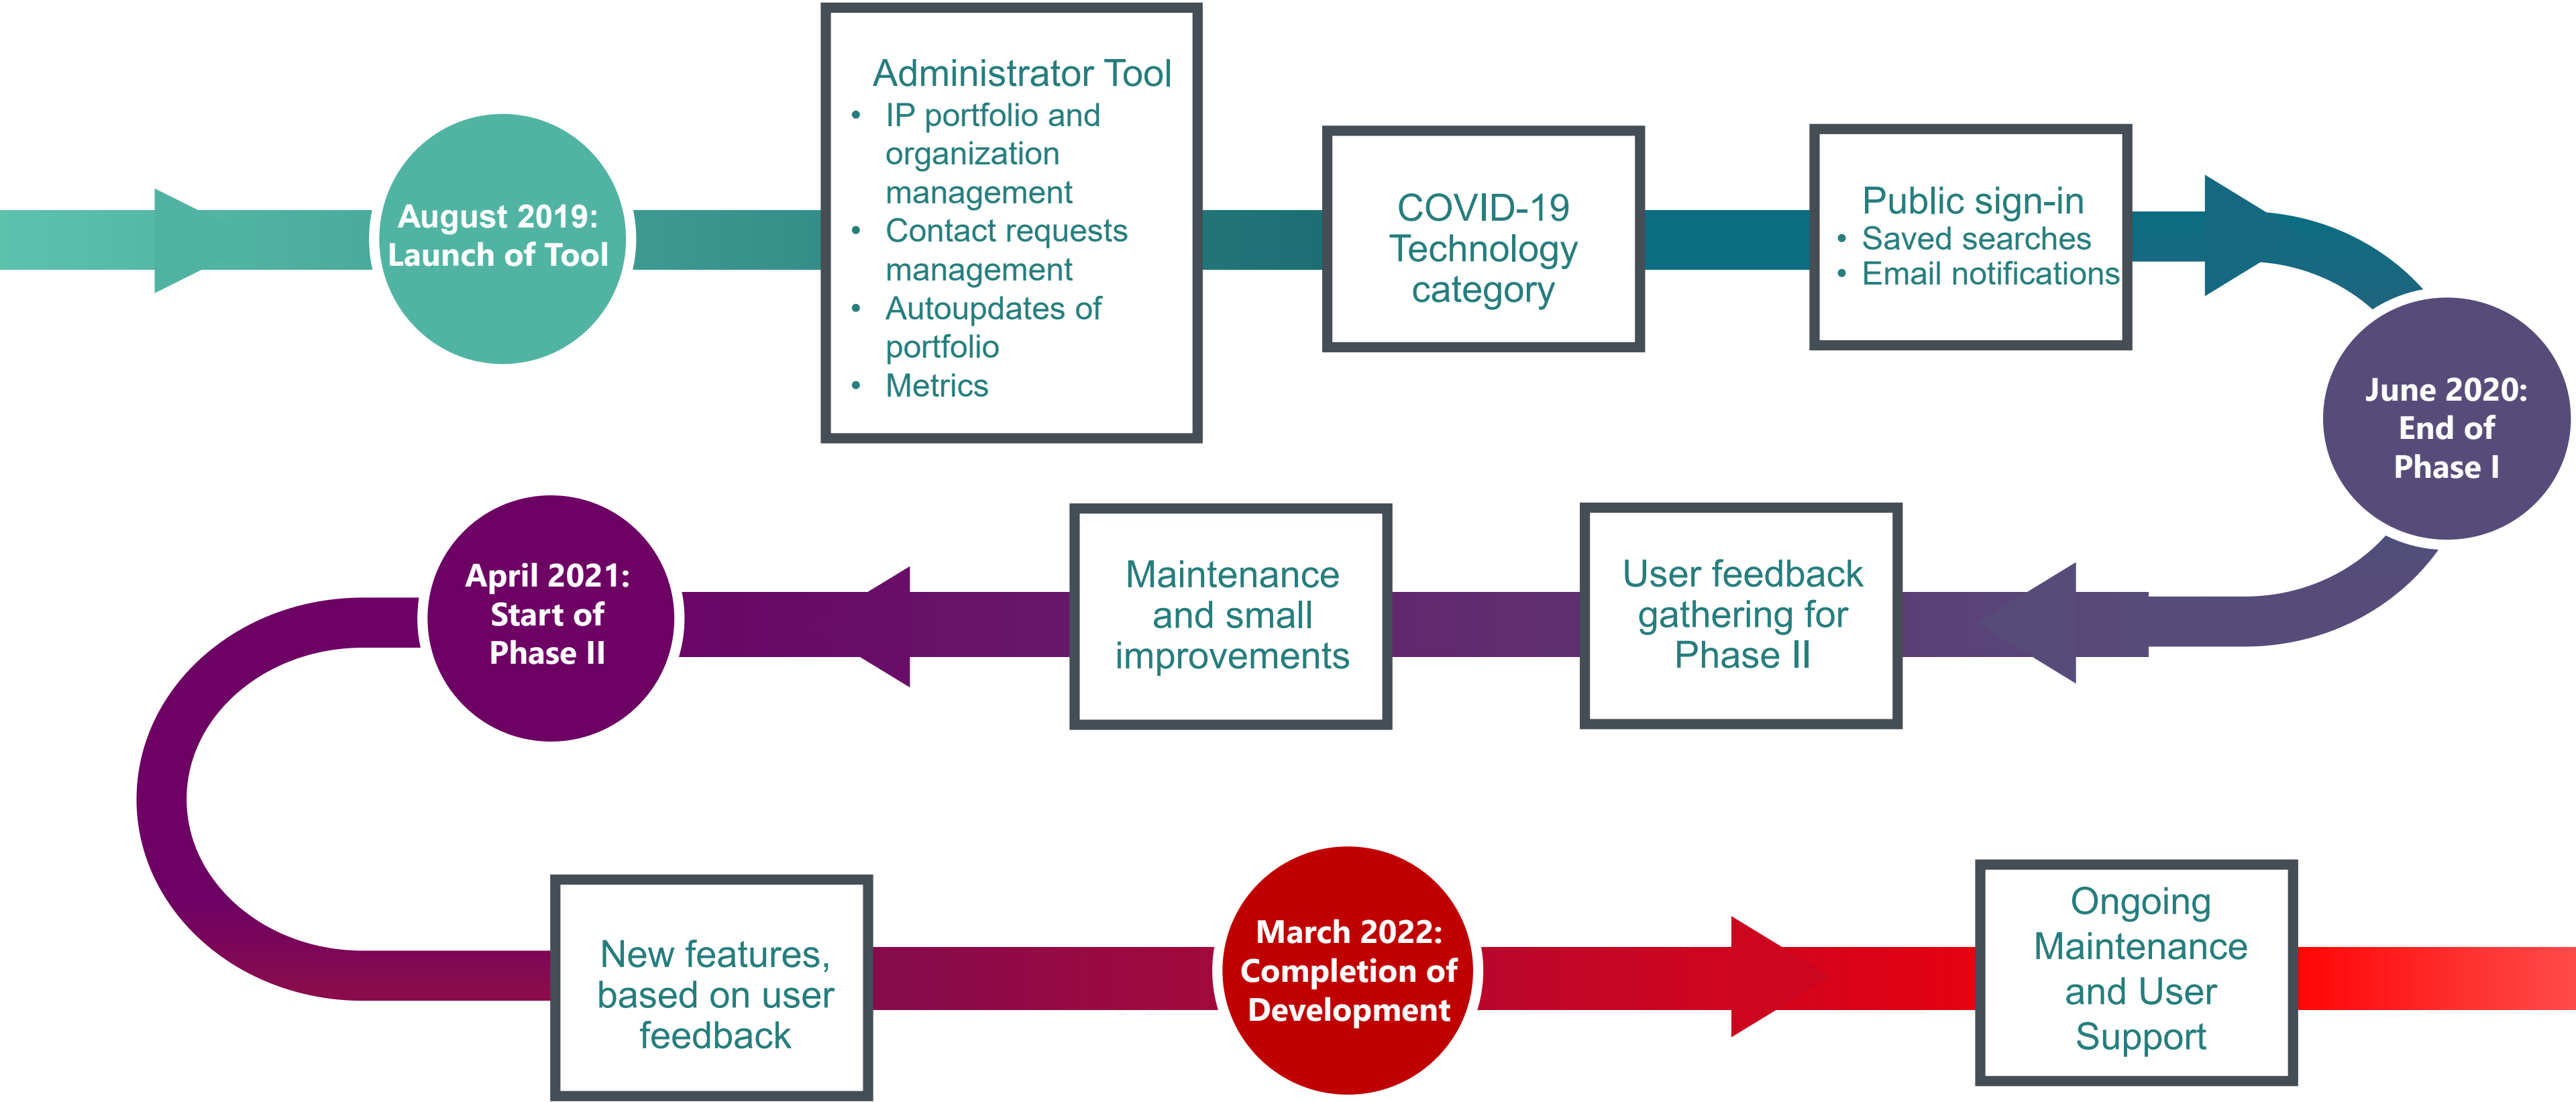 August 2019:
Launch of Tool
Administrator Tool
• IP portfolio and
organization
management
• Contact requests
management
• Autoupdates of
portfolio
• Metrics
COVID-19
Technology
category
Public sign-in
• Saved searches
• Email notifications
June 2020:
End of
Phase I
User feedback
gathering for
Phase II
Maintenance
and small
improvements
April 2021:
Start of
Phase II
New features,
based on user
feedback
March 2022:
Completion of
Development
Ongoing
Maintenance
and User
Support